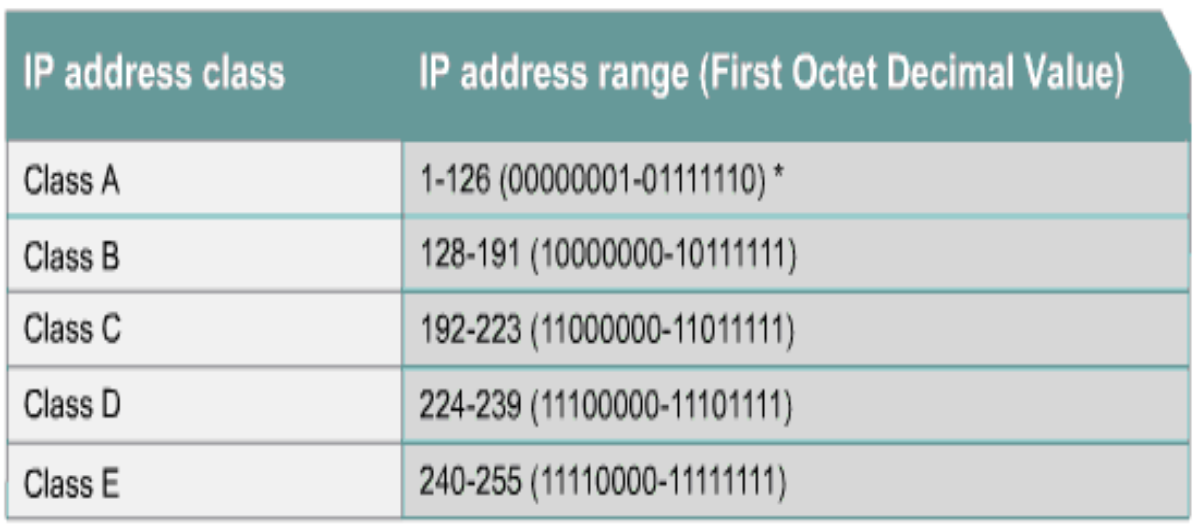 IP address class IP address range (First Octet Decimal Value)
Class A 1-126 (00000001-01111110) *
Class B 128-191 (10000000-10111111)
Class C 192-223 (11000000-11011111)
Class D 224-239 (11100000-11101111)
Class E 240-255 (11110000-11111111)